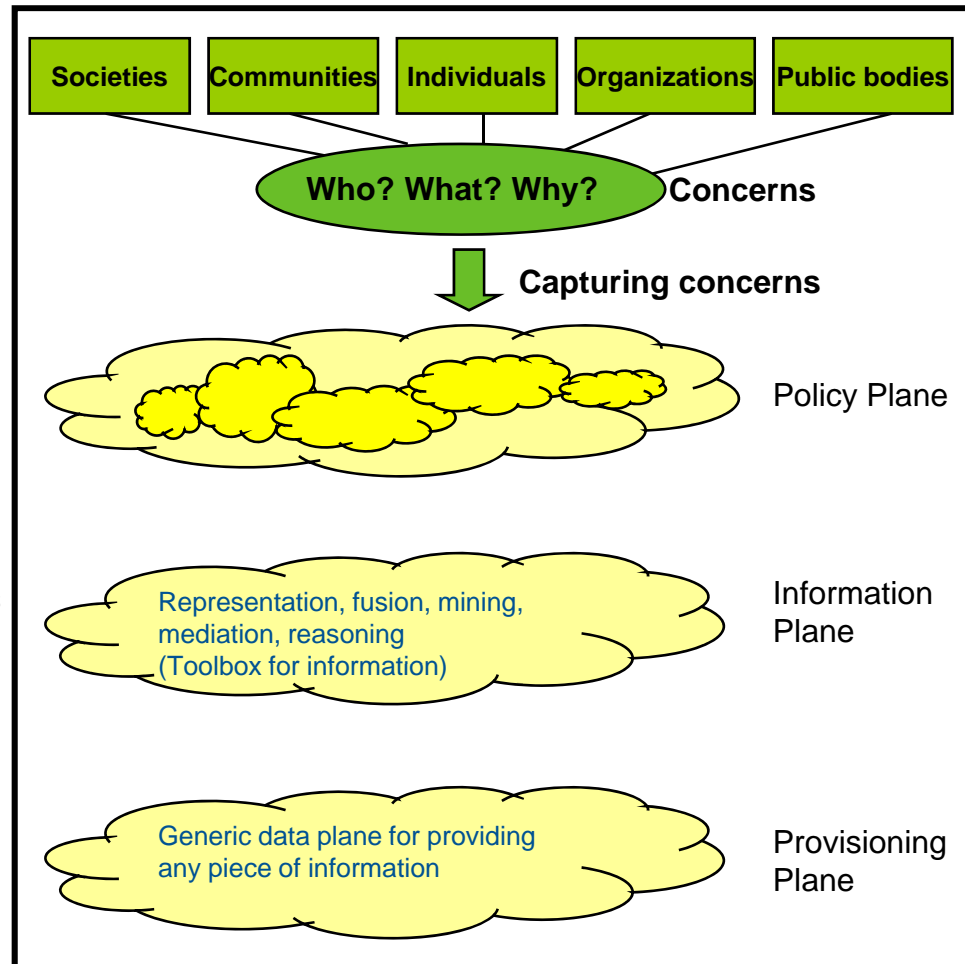 Societies
Communities
Individuals
Organizations
Public bodies
Who? What? Why?
Concerns
Capturing concerns
Policy Plane
Representation, fusion, mining,
mediation, reasoning
(Toolbox for information)
Information
Plane
Generic data plane for providing
any piece of information
Provisioning
Plane